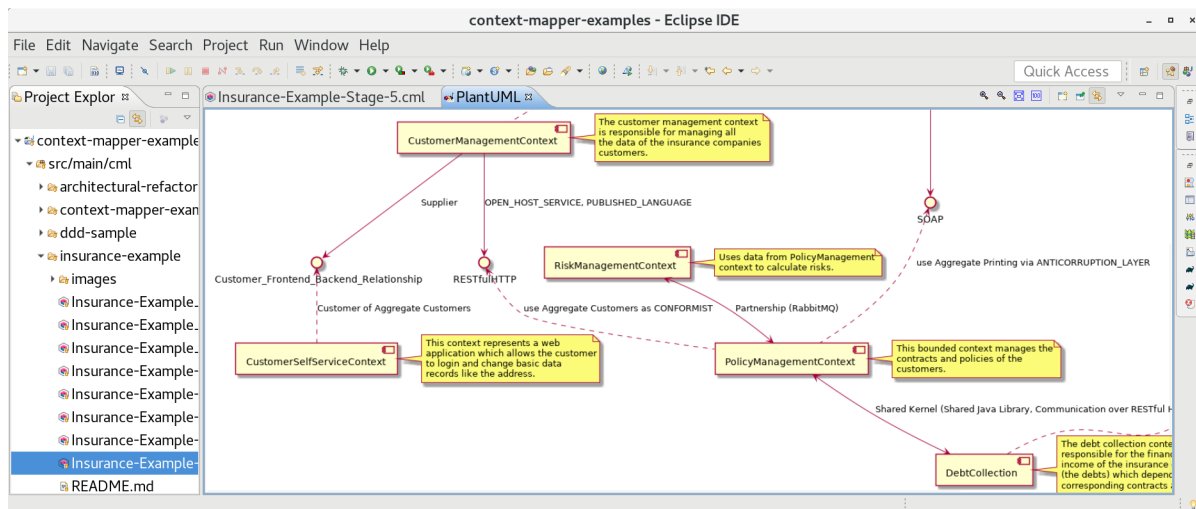 context-mapper-examples - Eclipse IDE
File Edit Navigate Search Project Run Window Help
Quick Access
Project Explor
Insurance-Example-Stage-5.cml
PlantUML
context-mapper-example
src/main/cml
architectural-refactor
context-mapper-exam
ddd-sample
insurance-example
images
Insurance-Example.
Insurance-Example-
Insurance-Example-
Insurance-Example-
Insurance-Example-
Insurance-Example-
Insurance-Example-
Insurance-Example-
README.md
CustomerManagementContext
The customer management context
is responsible for managing all
the data of the insurance companies
customers.
Supplier
OPEN_HOST_SERVICE, PUBLISHED_LANGUAGE
SOAP
Customer_Frontend_Backend_Relationship
RESTfulHTTP
RiskManagementContext
Uses data from PolicyManagement
context to calculate risks.
use Aggregate Printing via ANTICORRUPTION_LAYER
Customer of Aggregate Customers
use Aggregate Customers as CONFORMIST
Partnership (RabbitMQ)
CustomerSelfServiceContext
This context represents a web
application which allows the customer
to login and change basic data
records like the address.
PolicyManagementContext
This bounded context manages the
contracts and policies of the
customers.
Shared Kernel (Shared Java Library, Communication over RESTful H
DebtCollection
The debt collection conte
responsible for the finan
income of the insurance
(the debts) which depen
corresponding contracts